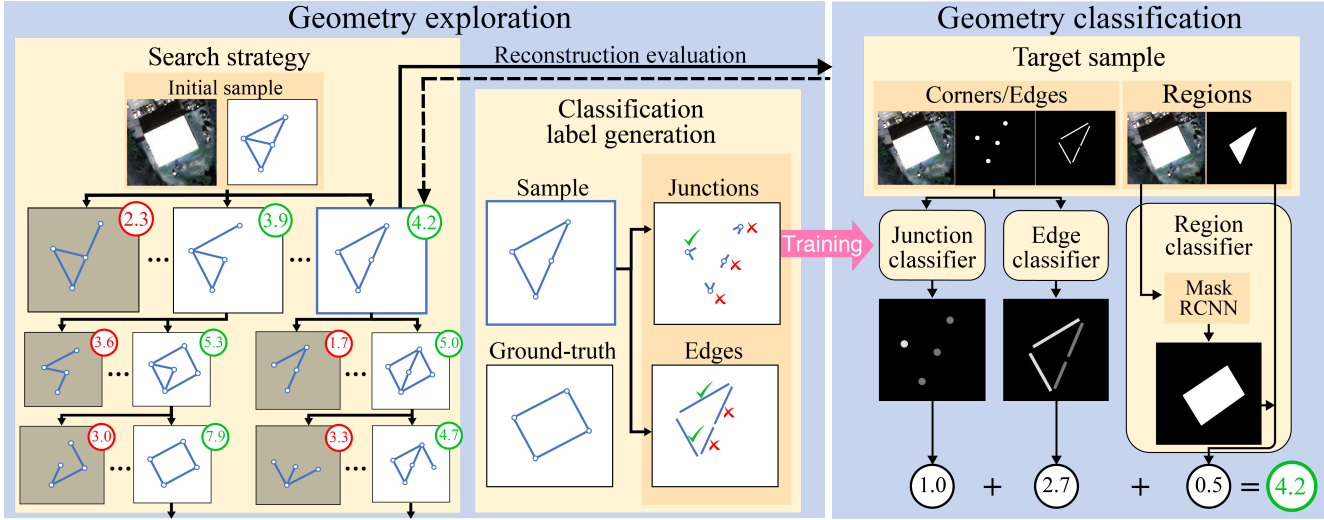 Geometry exploration
Search strategy
Initial sample
2.3
3.9
4.2
3.6
5.3
1.7
5.0
3.0
7.9
3.3
4.7
Reconstruction evaluation
Classification
label generation
Sample
Junctions
Ground-truth
Edges
Training
Geometry classification
Target sample
Corners/Edges
Regions
Junction
classifier
Edge
classifier
Region
classifier
Mask
RCNN
1.0 + 2.7 + 0.5 = 4.2